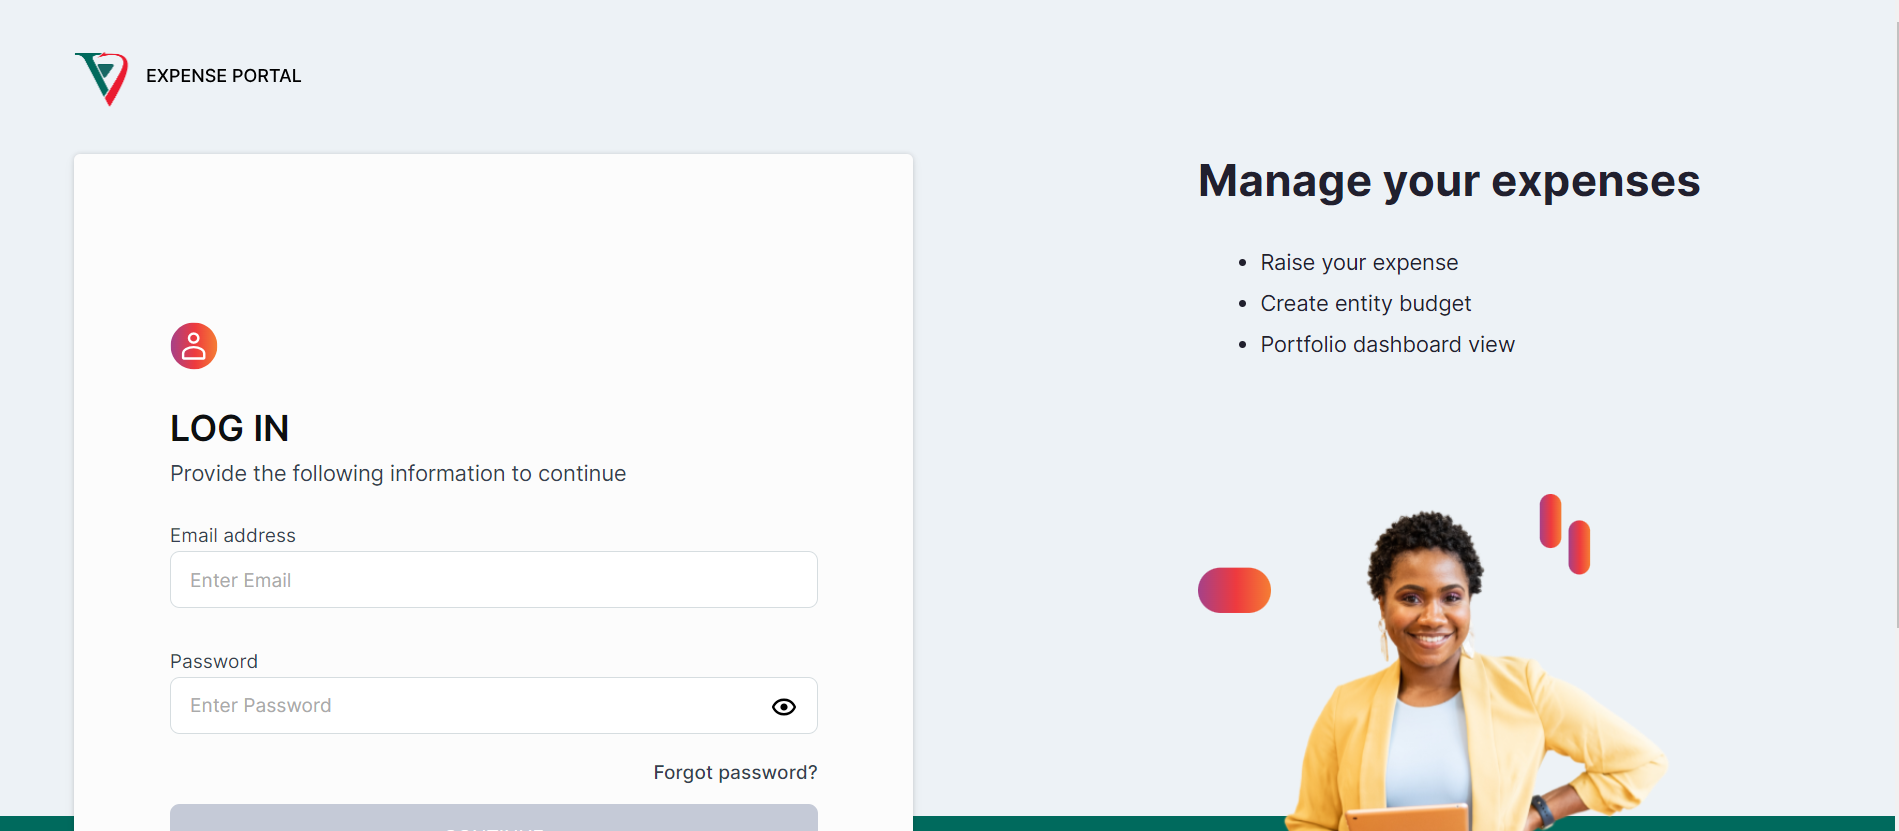 EXPENSE PORTAL
Manage your expenses
Raise your expense
Create entity budget
Portfolio dashboard view
LOG IN
Provide the following information to continue
Email address
Enter Email
Password
Enter Password
Forgot password?
CONTINUE